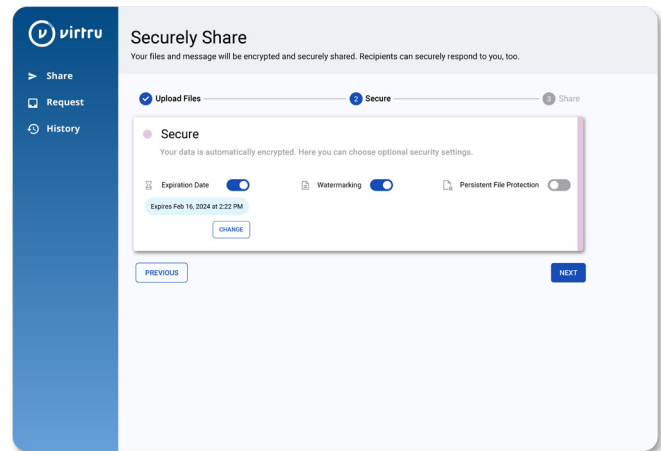 virtru
Securely Share
Your files and message will be encrypted and securely shared. Recipients can securely respond to you, too.
Share
Request
History
Upload Files
2 Secure
3 Share
Secure
Your data is automatically encrypted. Here you can choose optional security settings.
Expiration Date
Watermarking
Persistent File Protection
Expires Feb 16, 2024 at 2:22 PM
CHANGE
PREVIOUS
NEXT